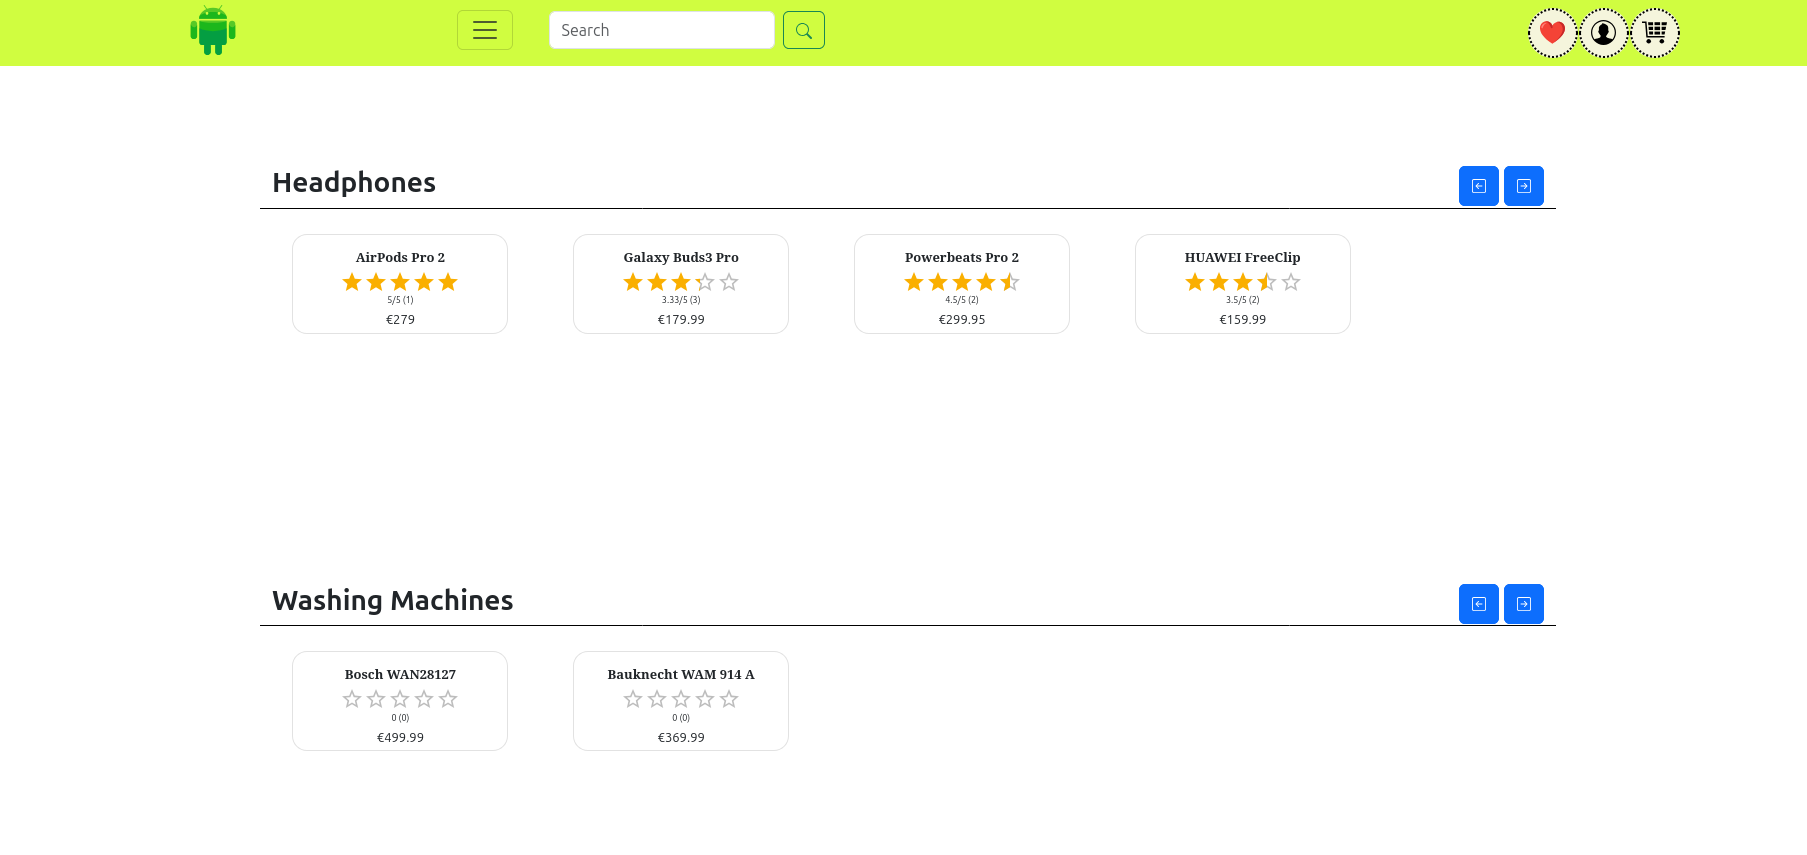 Search
Headphones
AirPods Pro 2
5/5 (1)
€279
Galaxy Buds3 Pro
3.33/5 (3)
€179.99
Powerbeats Pro 2
4.5/5 (2)
€299.95
HUAWEI FreeClip
3.5/5 (2)
€159.99
Washing Machines
Bosch WAN28127
0 (0)
€499.99
Bauknecht WAM 914 A
0 (0)
€369.99